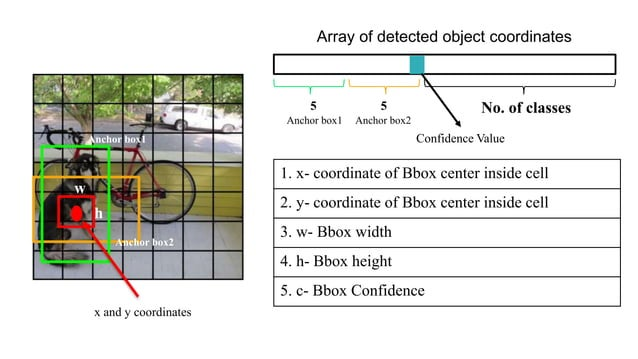 Array of detected object coordinates
5
5
No. of classes
Anchor box1
Anchor box2
Confidence Value
Anchor box1
w
h
Anchor box2
x and y coordinates
1. x- coordinate of Bbox center inside cell
2. y- coordinate of Bbox center inside cell
3. w- Bbox width
4. h- Bbox height
5. c- Bbox Confidence